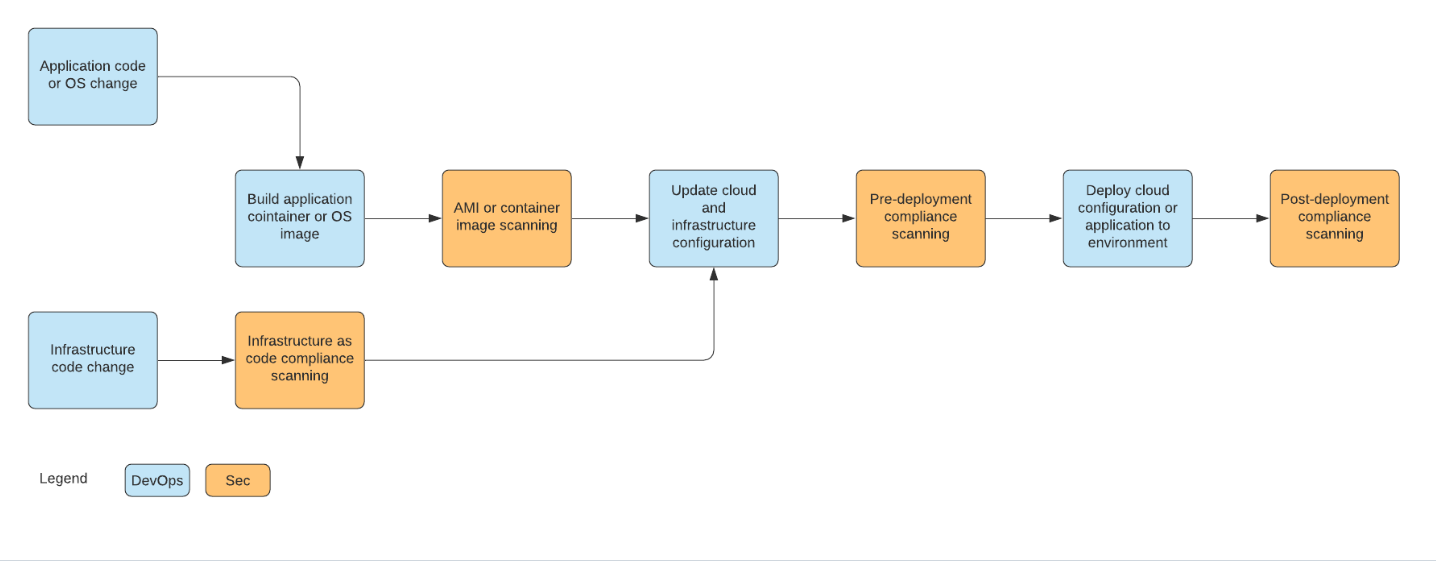 Application code
or OS change
Build application
cointainer or OS
image
AMI or container
image scanning
Update cloud
and
infrastructure
configuration
Pre-deployment
compliance
scanning
Deploy cloud
configuration or
application to
environment
Post-deployment
compliance
scanning
Infrastructure
code change
Infrastructure as
code compliance
scanning
Legend
DevOps
Sec